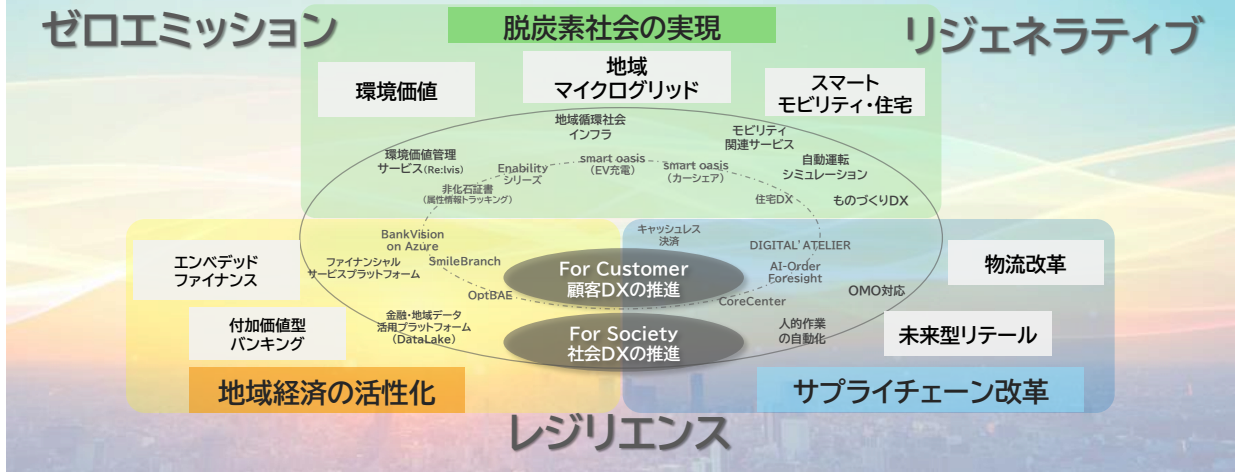 ゼロエミッション
脱炭素社会の実現
リジェネラティブ
環境価値
地域
マイクログリッド
スマート
モビリティ・住宅
地域循環社会
インフラ
モビリティ
関連サービス
環境価値管理
サービス(Re:lvis)
Enability
シリーズ
smart oasis
(EV充電)
smart oasis
(カーシェア)
自動運転
シミュレーション
非化石証書
(属性情報トラッキング)
住宅DX
ものづくりDX
BankVision
on Azure
キャッシュレス
決済
DIGITAL'ATELIER
エンベデッド
ファイナンス
ファイナンシャル
サービスプラットフォーム
SmileBranch
For Customer
顧客DXの推進
AI-Order
Foresight
物流改革
OptBAE
CoreCenter
OMO対応
付加価値型
バンキング
金融・地域データ
活用プラットフォーム
(DataLake)
For Society
社会DXの推進
人的作業
の自動化
未来型リテール
地域経済の活性化
サプライチェーン改革
レジリエンス